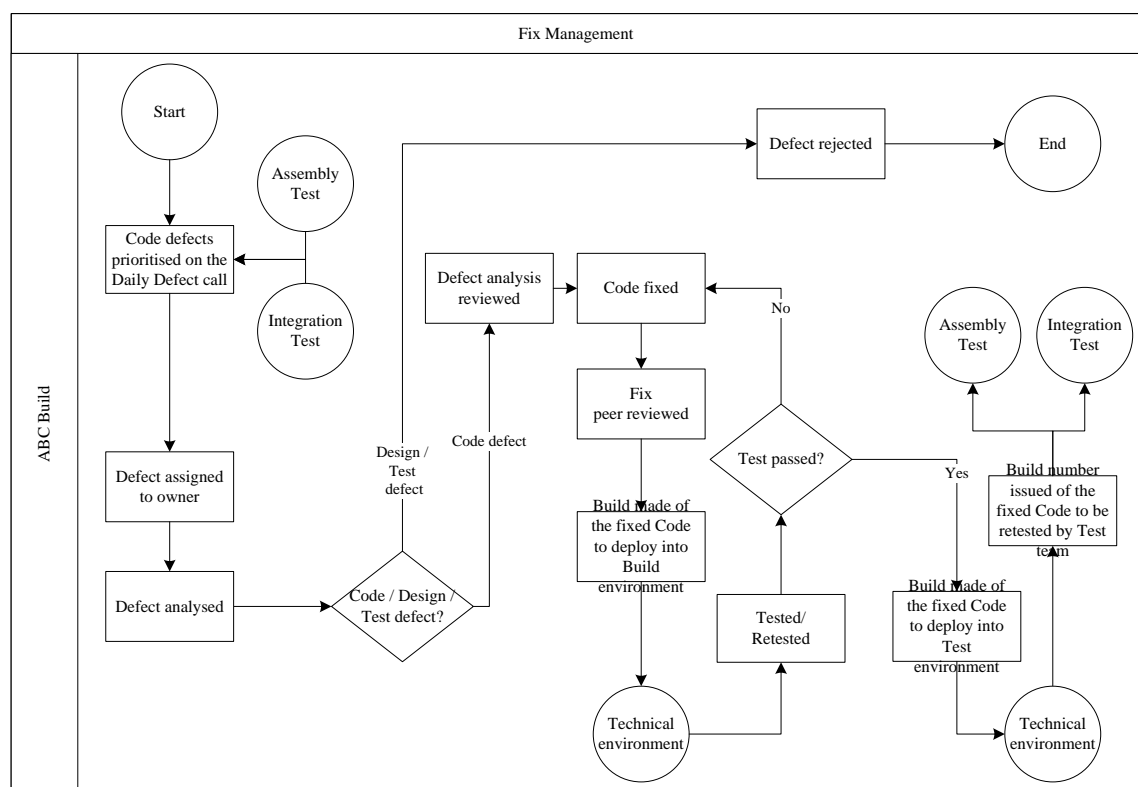 Fix Management
ABC Build
Start
Assembly
Test
Code defects
prioritised on the
Daily Defect call
Integration
Test
Defect assigned
to owner
Defect analysed
Code / Design /
Test defect?
Design /
Test
defect
Code defect
Defect rejected
End
Defect analysis
reviewed
Code fixed
Fix
peer reviewed
Build made of
the fixed Code
to deploy into
Build
environment
Technical
environment
Tested/
Retested
Test passed?
No
Yes
Build made of
the fixed Code
to deploy into
Test
environment
Technical
environment
Build number
issued of the
fixed Code to be
retested by Test
team
Assembly
Test
Integration
Test